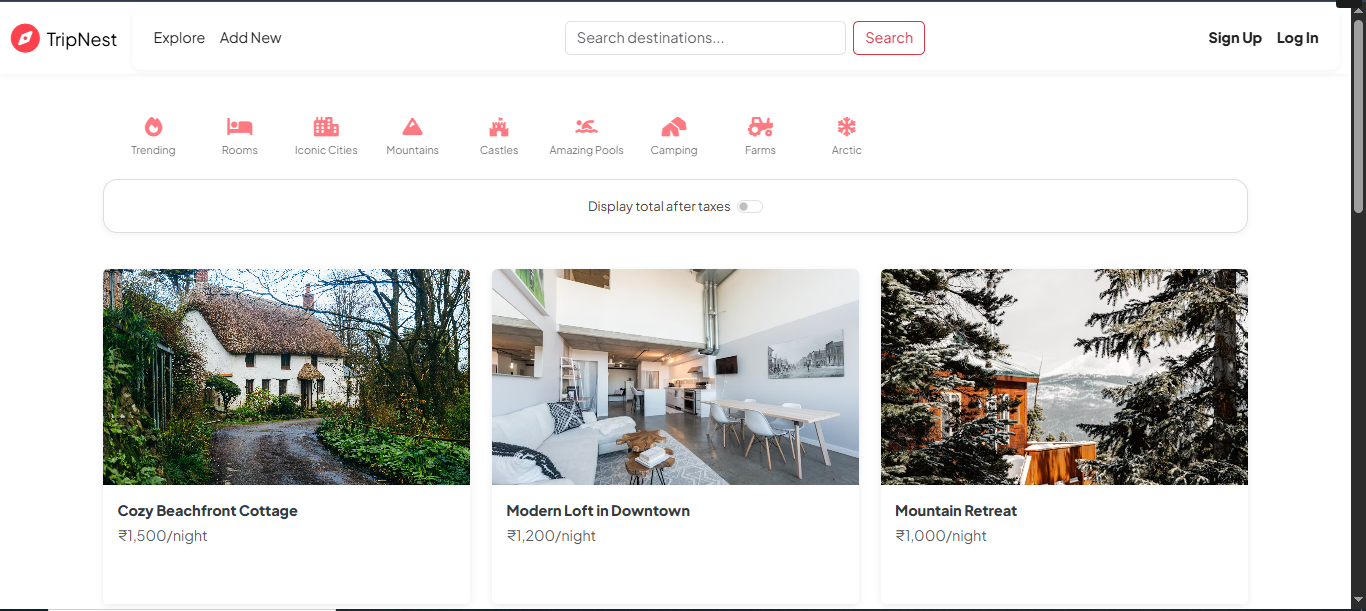 TripNest
Explore Add New
Search destinations...
Search
Sign Up Log In
Trending Rooms Iconic Cities Mountains Castles Amazing Pools Camping Farms Arctic
Display total after taxes
Cozy Beachfront Cottage
₹1,500/night
Modern Loft in Downtown
₹1,200/night
Mountain Retreat
₹1,000/night